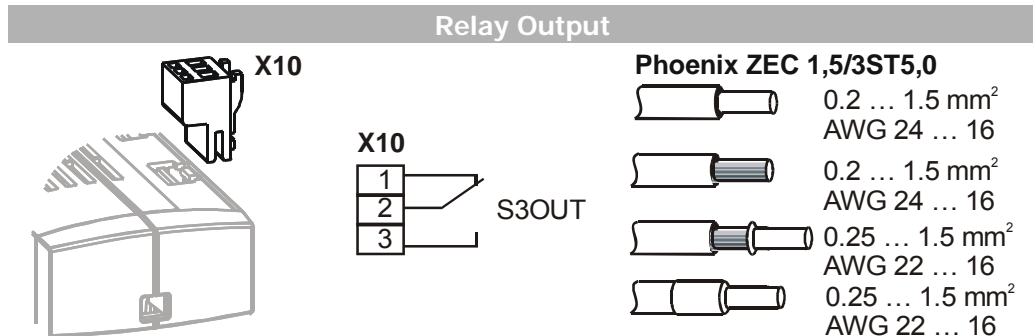 Relay Output
X10
X10
1
2
3
S3OUT
Phoenix ZEC 1,5/3ST5,0
0.2 … 1.5 mm²
AWG 24 … 16
0.2 … 1.5 mm²
AWG 24 … 16
0.25 … 1.5 mm²
AWG 22 … 16
0.25 … 1.5 mm²
AWG 22 … 16